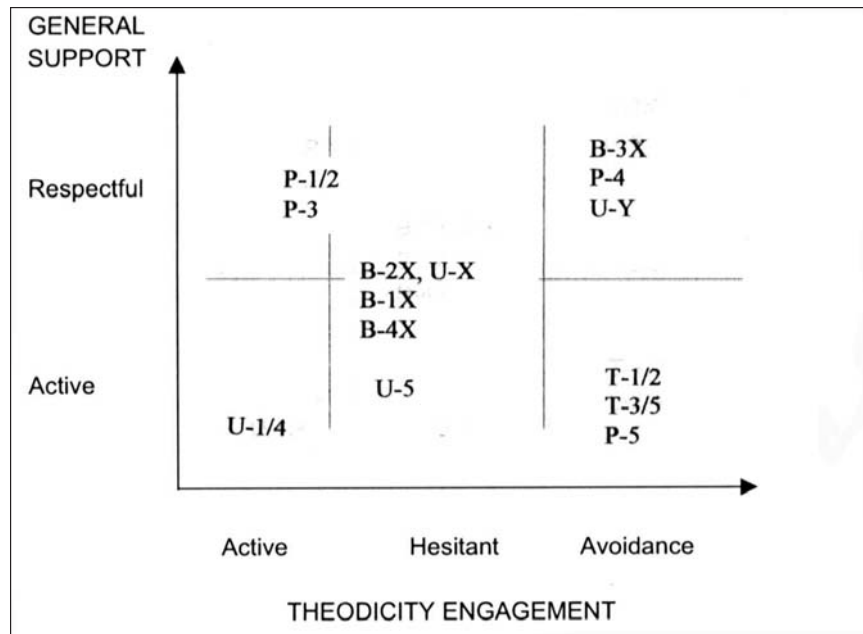 GENERAL
SUPPORT
B-3X
Respectful
P-1/2
P-4
P-3
U-Y
B-2X, U-X
B-1X
B-4X
Active
U-5
T-1/2
T-3/5
U-1/4
P-5
Active Hesitant Avoidance
THEODICITY ENGAGEMENT